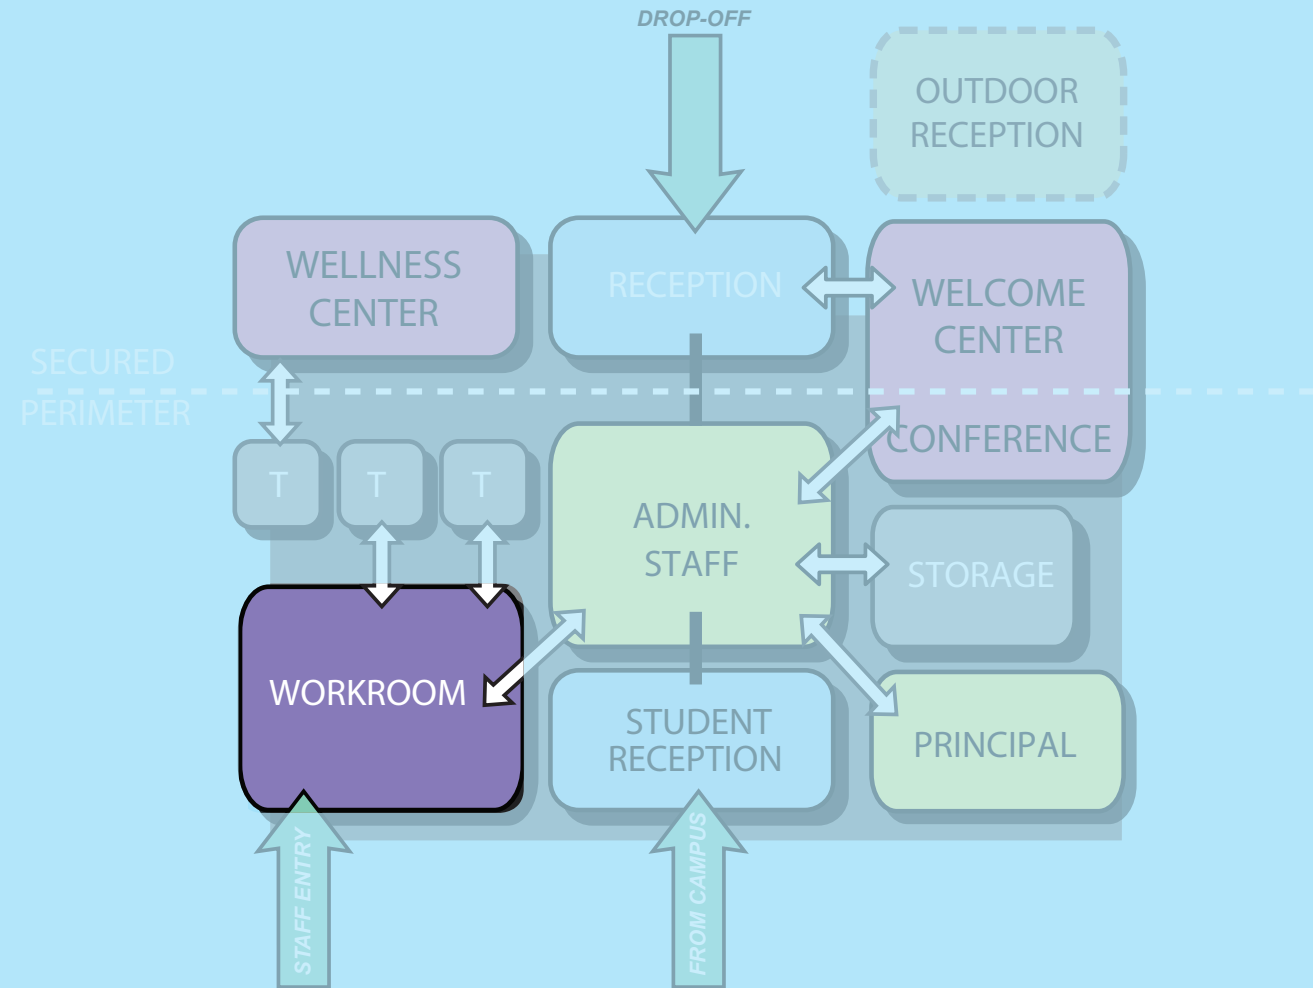 DROP-OFF
OUTDOOR
RECEPTION
WELLNESS
CENTER
RECEPTION
WELCOME
CENTER
SECURED
PERIMETER
CONFERENCE
T
T
T
ADMIN.
STAFF
STORAGE
WORKROOM
STUDENT
RECEPTION
PRINCIPAL
STAFF ENTRY
FROM CAMPUS